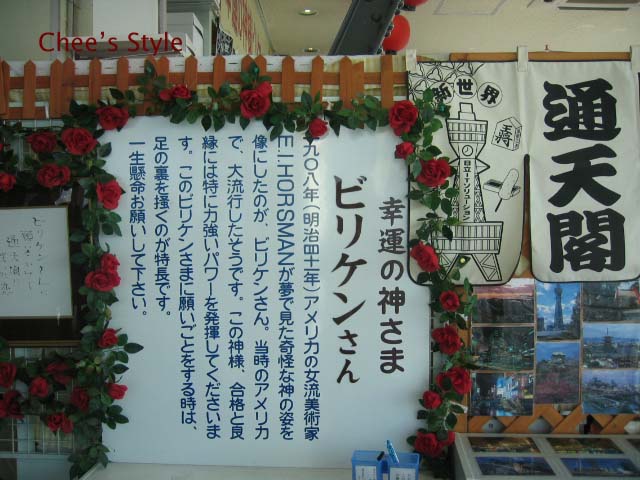 Chee's Style
幸運の神さま
ビリケンさん
一九〇八年(明治四十一年)アメリカの女流美術家
E.I.HORSMANが夢で見た奇怪な神の姿を
像にしたのが、ビリケンさん。当時のアメリカ
で、大流行したそうです。この神様、合格と良
縁には特に力強いパワーを発揮してくださいま
す。このビリケンさまに願いごとをする時は、
足の裏を掻くのが特長です。
一生懸命お願いして下さい。
通天閣
新世界
日立ITソリューション